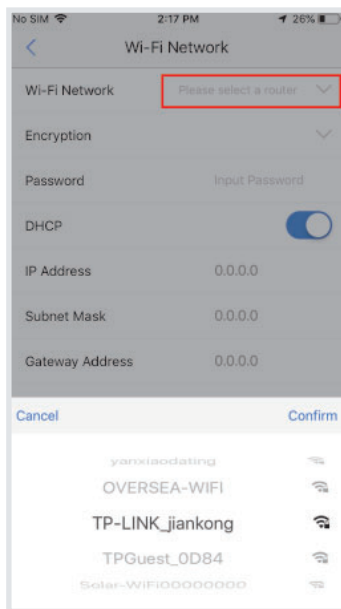 No SIM 2:17 PM 26%
Wi-Fi Network
Wi-Fi Network Please select a router
Encryption
Password Input Password
DHCP
IP Address 0.0.0.0
Subnet Mask 0.0.0.0
Gateway Address 0.0.0.0
Cancel Confirm
yanxiaodating
OVERSEA-WIFI
TP-LINK_jiankong
TPGuest_0D84
Solar-WiFi00000000